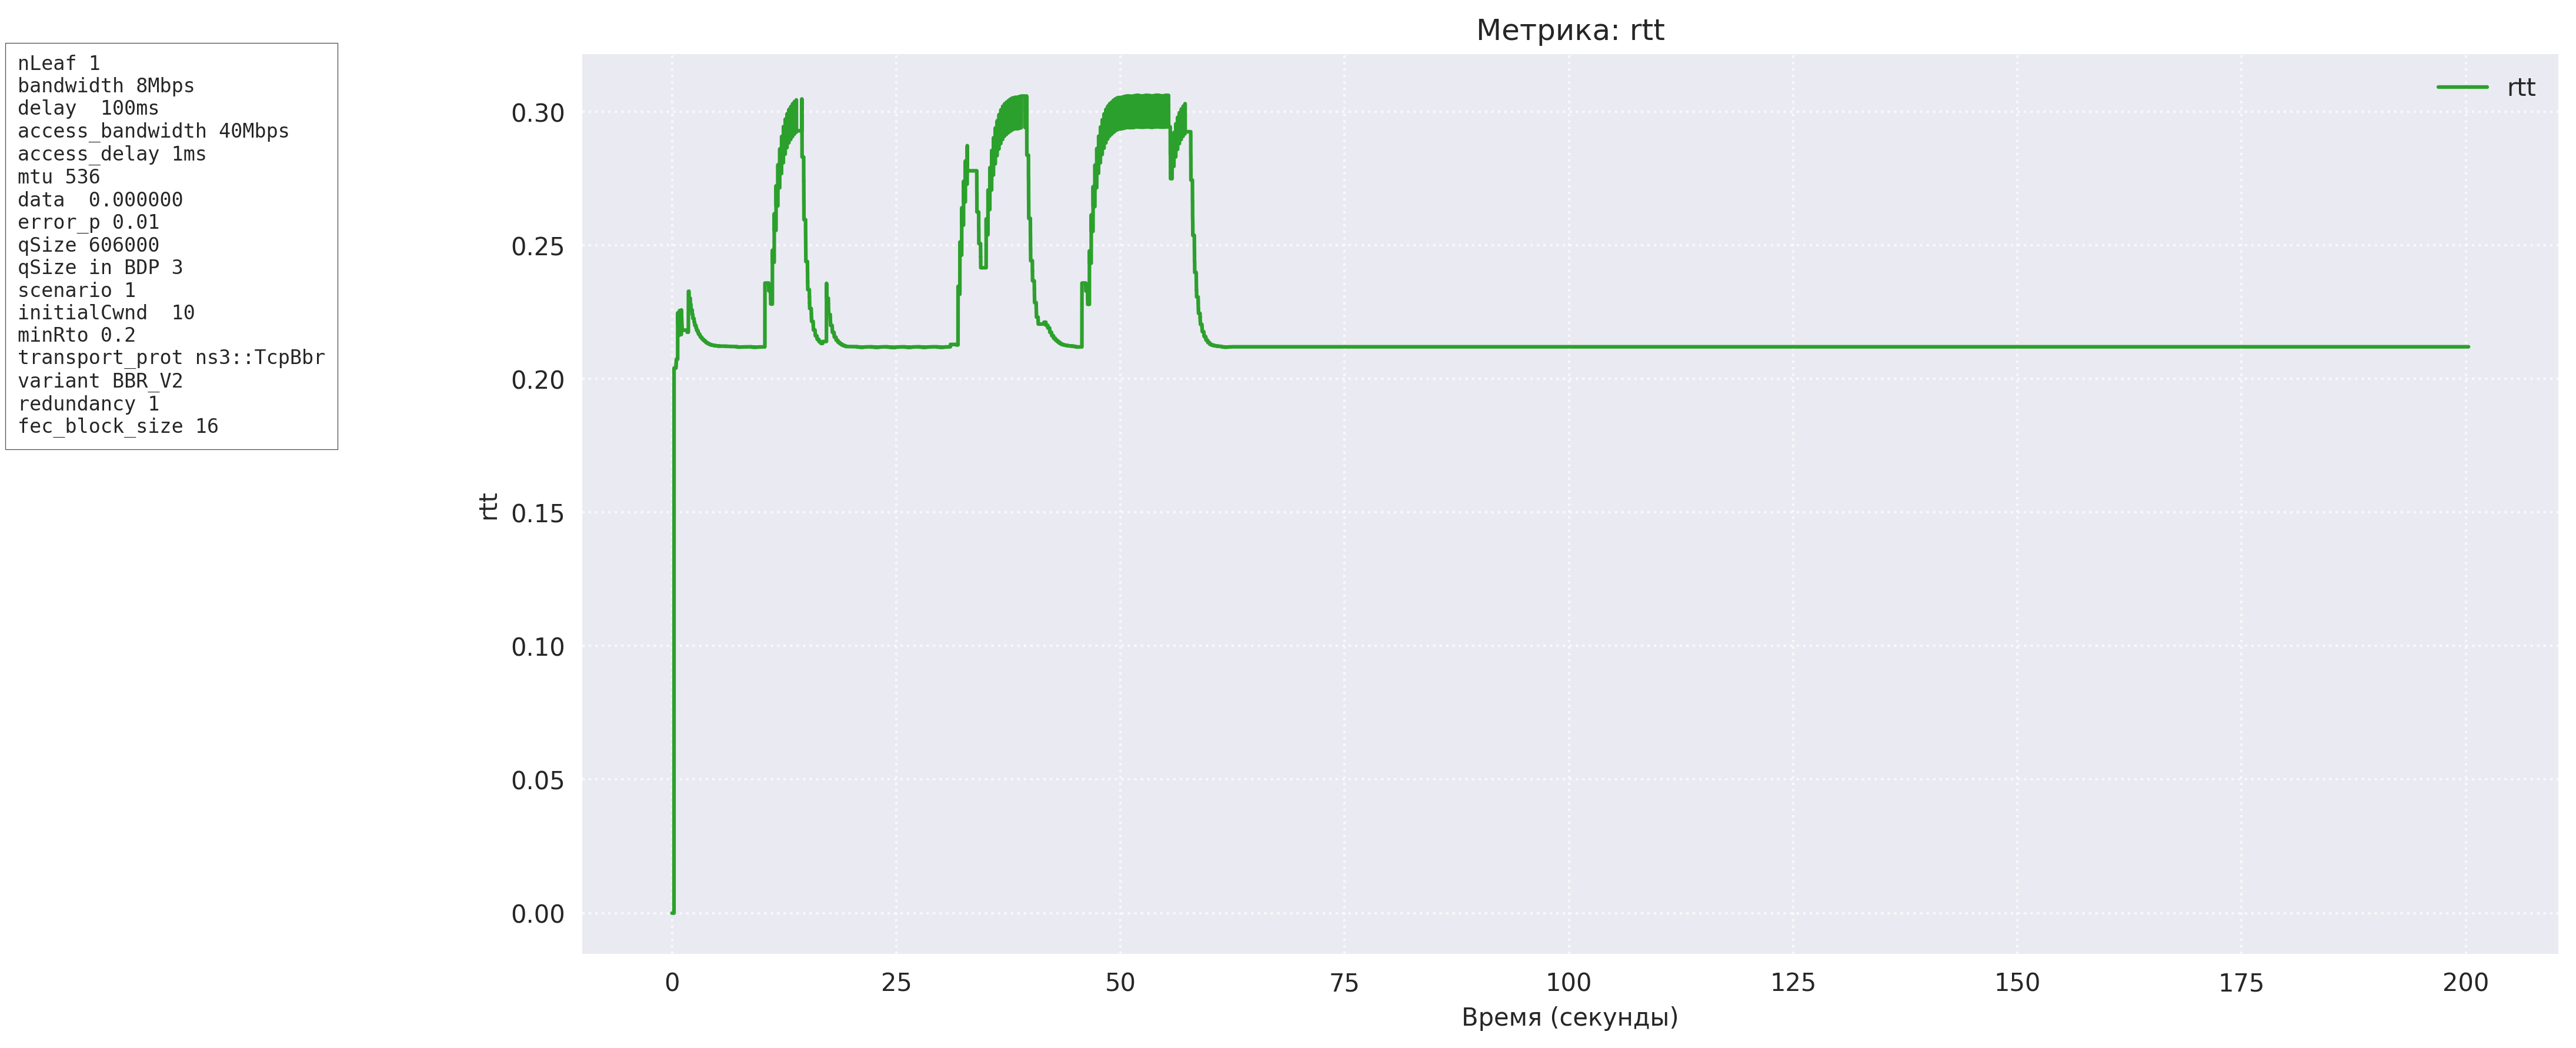 Метрика: rtt
nLeaf 1
bandwidth 8Mbps
delay  100ms
access_bandwidth 40Mbps
access_delay 1ms
mtu 536
data  0.000000
error_p 0.01
qSize 606000
qSize in BDP 3
scenario 1
initialCwnd  10
minRto 0.2
transport_prot ns3::TcpBbr
variant BBR_V2
redundancy 1
fec_block_size 16
rtt
rtt
0.30
0.25
0.20
0.15
0.10
0.05
0.00
0 25 50 75 100 125 150 175 200
Время (секунды)